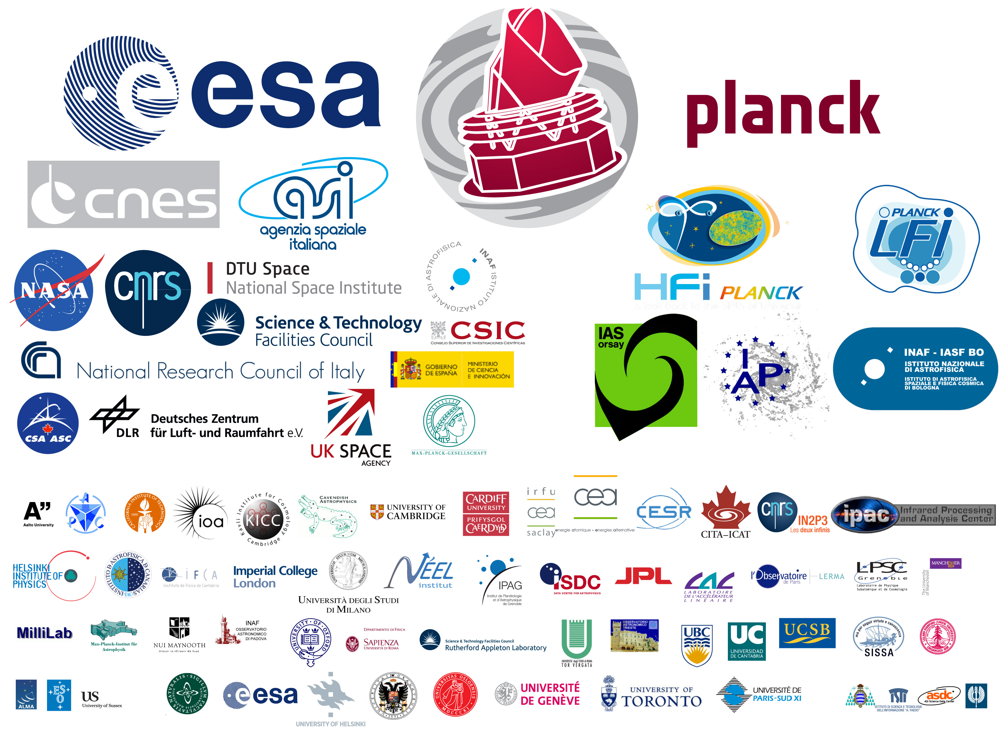 esa
planck
cnes
asi
agenzia spaziale
italiana
PLANCK
LFI
HFi PLANCK
a look back to the birth of Universe
NASA
cnrs
DTU Space
National Space Institute
INAF ISTITUTO NAZIONALE DI ASTROFISICA
Science & Technology
Facilities Council
CSIC
CONSEJO SUPERIOR DE INVESTIGACIONES CIENTÍFICAS
IAS
orsay
IAP
INAF - IASF BO
ISTITUTO NAZIONALE
DI ASTROFISICA
ISTITUTO DI ASTROFISICA
SPAZIALE E FISICA COSMICA
DI BOLOGNA
National Research Council of Italy
GOBIERNO
DE ESPAÑA
MINISTERIO
DE CIENCIA
E INNOVACIÓN
CSA ASC
DLR
Deutsches Zentrum
für Luft- und Raumfahrt e.V.
UK SPACE
AGENCY
MAX-PLANCK-GESELLSCHAFT
A”
Aalto University
APC
CALIFORNIA INSTITUTE OF TECHNOLOGY
1891
ioa
Kavli Institute for Cosmology
KICC
Cambridge
CAVENDISH
ASTROPHYSICS
UNIVERSITY OF
CAMBRIDGE
CARDIFF
UNIVERSITY
PRIFYSGOL
CAERDYDD
irfu
cea
saclay
cea
energie atomique • energies alternatives
CESR
CITA–ICAT
cnrs
IN2P3
Les deux infinis
ipac
Infrared Processing
and Analysis Center
HELSINKI
INSTITUTE OF
PHYSICS
INSTITUTO D ASTROFISICA D CANARIAS
IAC
iFCA
Instituto de Física de Cantabria
Imperial College
London
UNIVERSITAS STUDIORUM MEDIOLANENSIS
UNIVERSITÀ DEGLI STUDI
DI MILANO
NÉEL
institut
IPAG
Institut de Planétologie
et d'Astrophysique
de Grenoble
iSDC
DATA CENTRE FOR ASTROPHYSICS
JPL
LAL
LABORATOIRE
DE L'ACCÉLÉRATEUR
LINÉAIRE
l'Observatoire
de Paris
LERMA
LPSC
Grenoble
Laboratoire de Physique
Subatomique et de Cosmologie
MANCHESTER
1824
The University
of Manchester
MilliLab
Max-Planck-Institut für
Astrophysik
NUI MAYNOOTH
Ollscoil na hÉireann Má Nuad
INAF
OSSERVATORIO
ASTRONOMICO
DI PADOVA
UNIVERSITY OF OXFORD
DIPARTIMENTO DI FISICA
SAPIENZA
UNIVERSITÀ DI ROMA
Science & Technology Facilities Council
Rutherford Appleton Laboratory
UNIVERSITA' degli STUDI di ROMA
TOR VERGATA
OSSERVATORIO
ASTRONOMICO
TRIESTE
UBC
UC
UNIVERSIDAD
DE CANTABRIA
UCSB
ma per seguir virtute e canoscenza
SISSA
LELAND STANFORD JUNIOR UNIVERSITY
ORGANIZED 1891
ALMA
ESO
US
University of Sussex
esa
UNIVERSITY OF HELSINKI
1531
UNIVERSITAS OSLOENSIS
MDCCCXI
UNIVERSITÉ
DE GENÈVE
UNIVERSITY OF
TORONTO
UNIVERSITÉ DE
PARIS-SUD XI
ISTI
ISTITUTO DI SCIENZA E TECNOLOGIE
DELL'INFORMAZIONE "A. FAEDO"
asdc
ASI Science Data Center